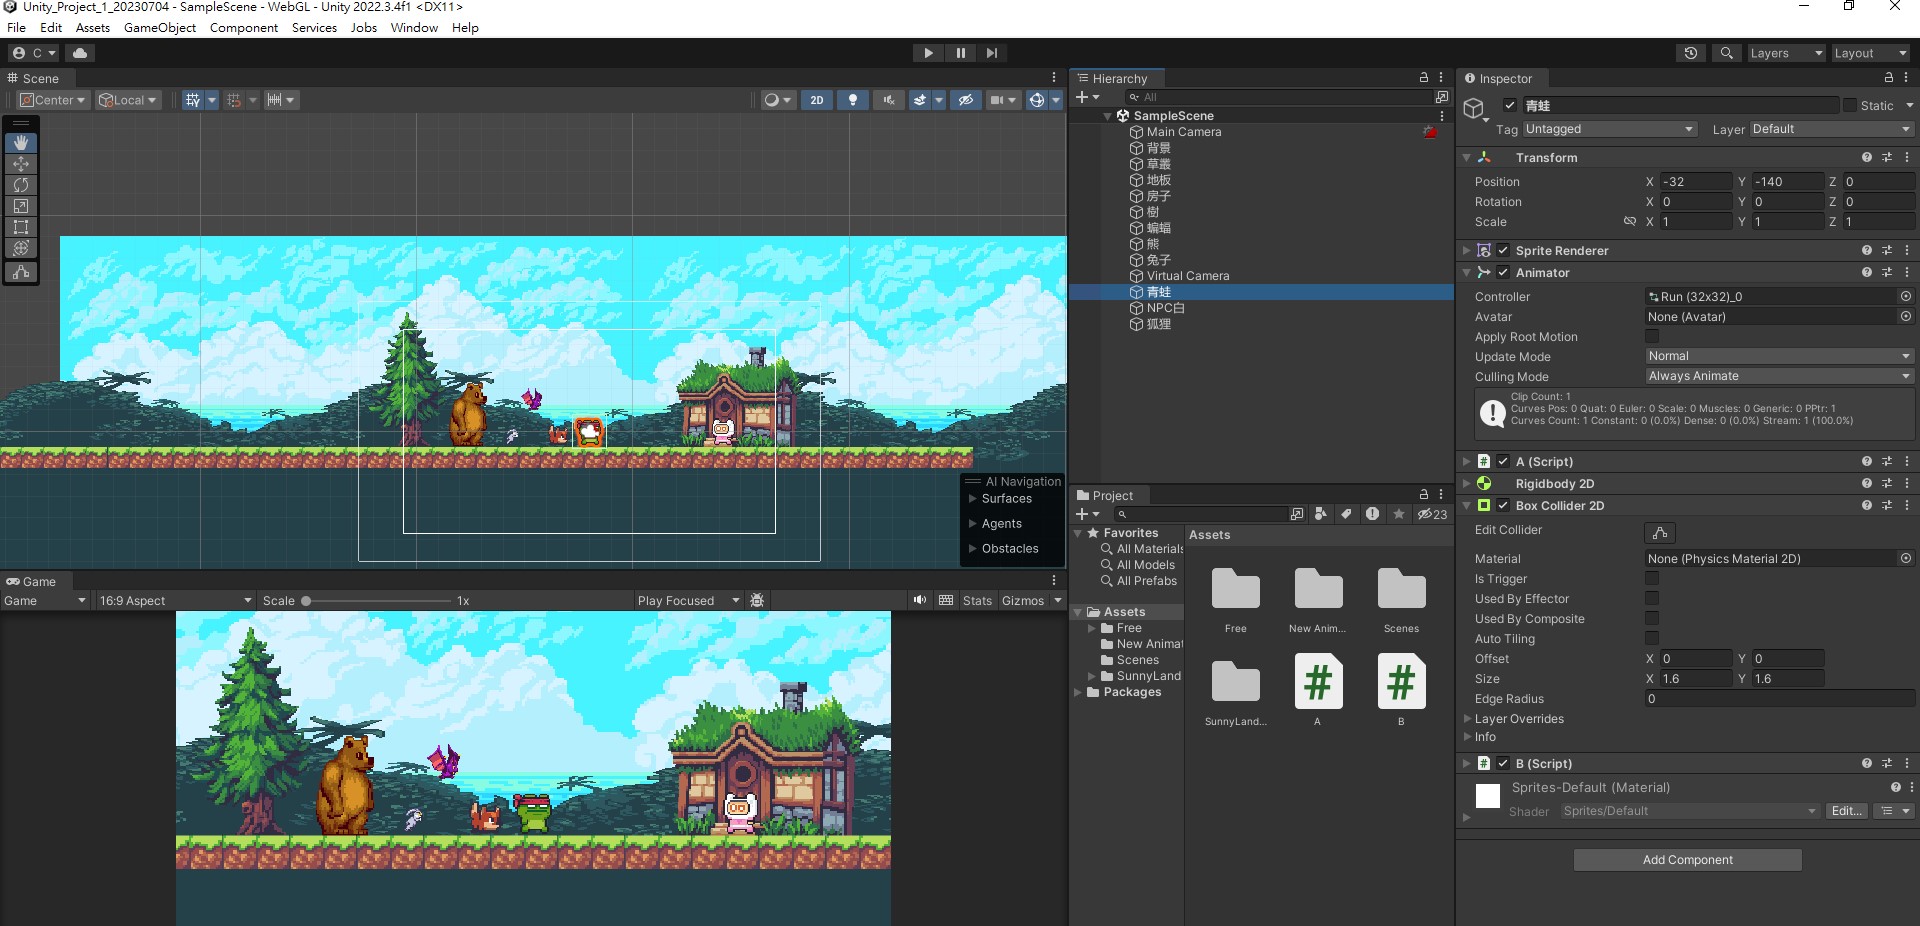 Unity_Project_1_20230704 - SampleScene - WebGL - Unity 2022.3.4f1 <DX11>
File Edit Assets GameObject Component Services Jobs Window Help
C
Layers
Layout
Scene
Center
Local
2D
AI Navigation
Surfaces
Agents
Obstacles
Game
Game
16:9 Aspect
Scale
1x
Play Focused
Stats
Gizmos
Hierarchy
All
SampleScene
Main Camera
背景
草叢
地板
房子
樹
蝙蝠
熊
兔子
Virtual Camera
青蛙
NPC白
狐狸
Project
23
Favorites
All Materials
All Models
All Prefabs
Assets
Free
New Animat
Scenes
SunnyLand
Packages
Assets
Free
New Anim...
Scenes
SunnyLand...
A
B
Inspector
青蛙
Static
Tag Untagged
Layer Default
Transform
Position X -32 Y -140 Z 0
Rotation X 0 Y 0 Z 0
Scale X 1 Y 1 Z 1
Sprite Renderer
Animator
Controller Run (32x32)_0
Avatar None (Avatar)
Apply Root Motion
Update Mode Normal
Culling Mode Always Animate
Clip Count: 1
Curves Pos: 0 Quat: 0 Euler: 0 Scale: 0 Muscles: 0 Generic: 0 PPtr: 1
Curves Count: 1 Constant: 0 (0.0%) Dense: 0 (0.0%) Stream: 1 (100.0%)
A (Script)
Rigidbody 2D
Box Collider 2D
Edit Collider
Material None (Physics Material 2D)
Is Trigger
Used By Effector
Used By Composite
Auto Tiling
Offset X 0 Y 0
Size X 1.6 Y 1.6
Edge Radius 0
Layer Overrides
Info
B (Script)
Sprites-Default (Material)
Shader Sprites/Default Edit...
Add Component